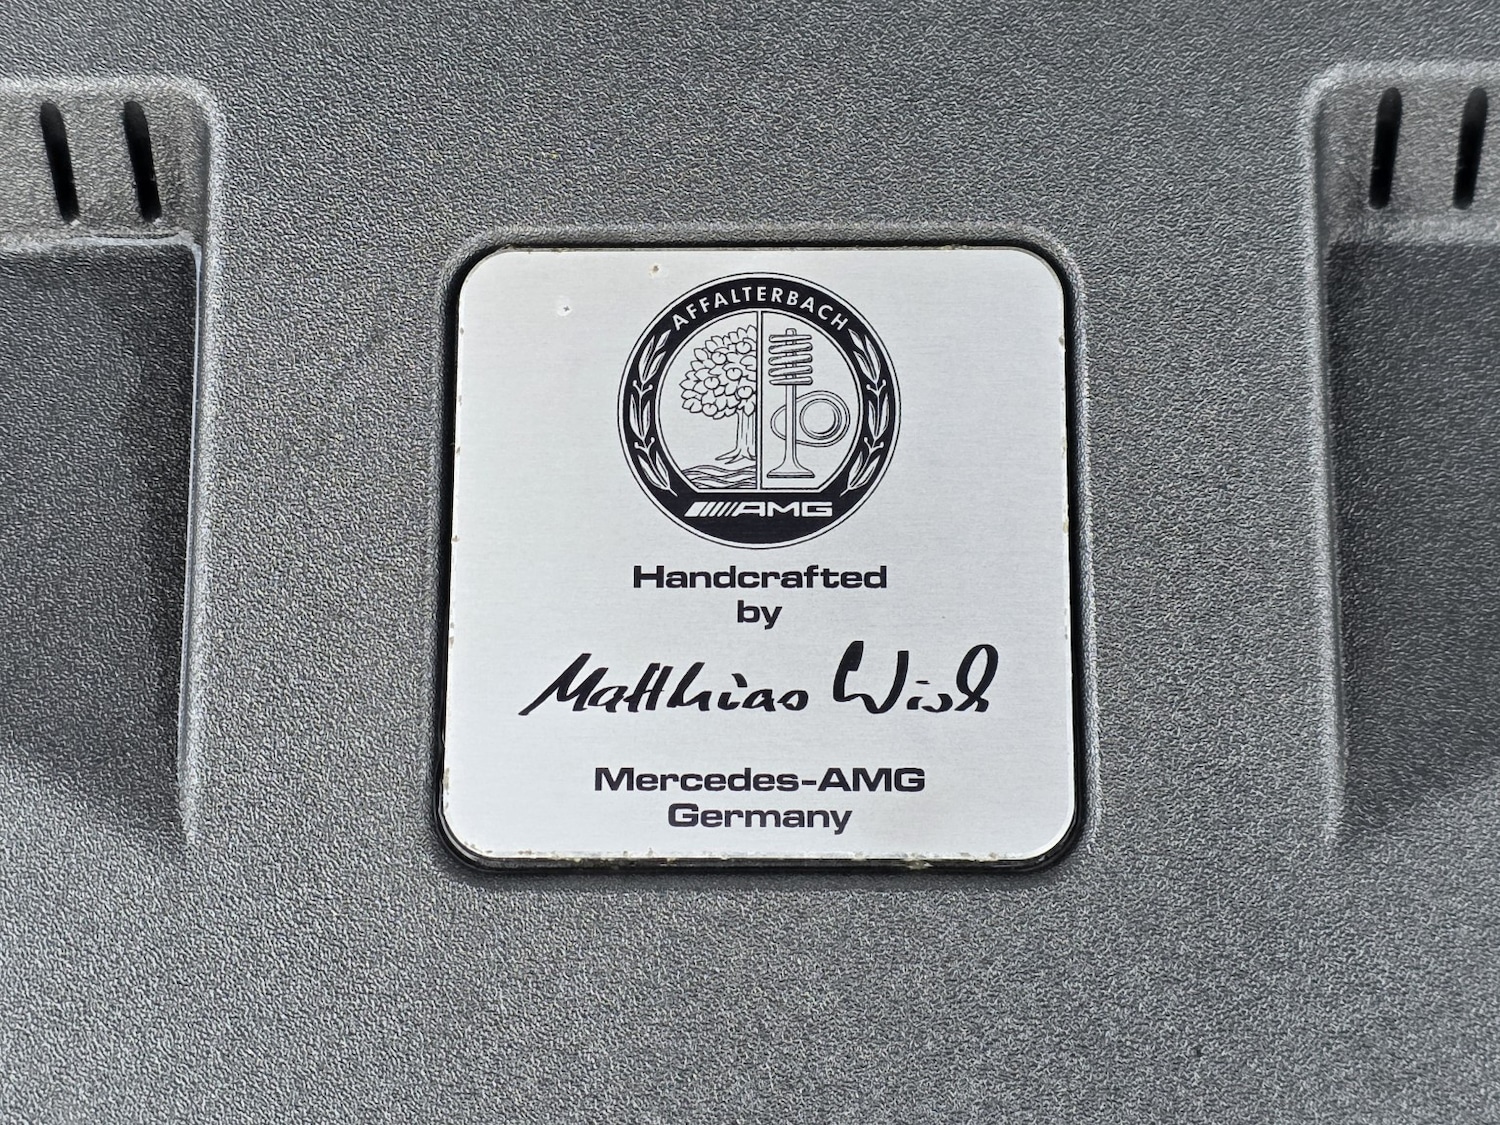 AFFALTERBACH
AMG
Handcrafted
by
Matthias
Mercedes-AMG
Germany